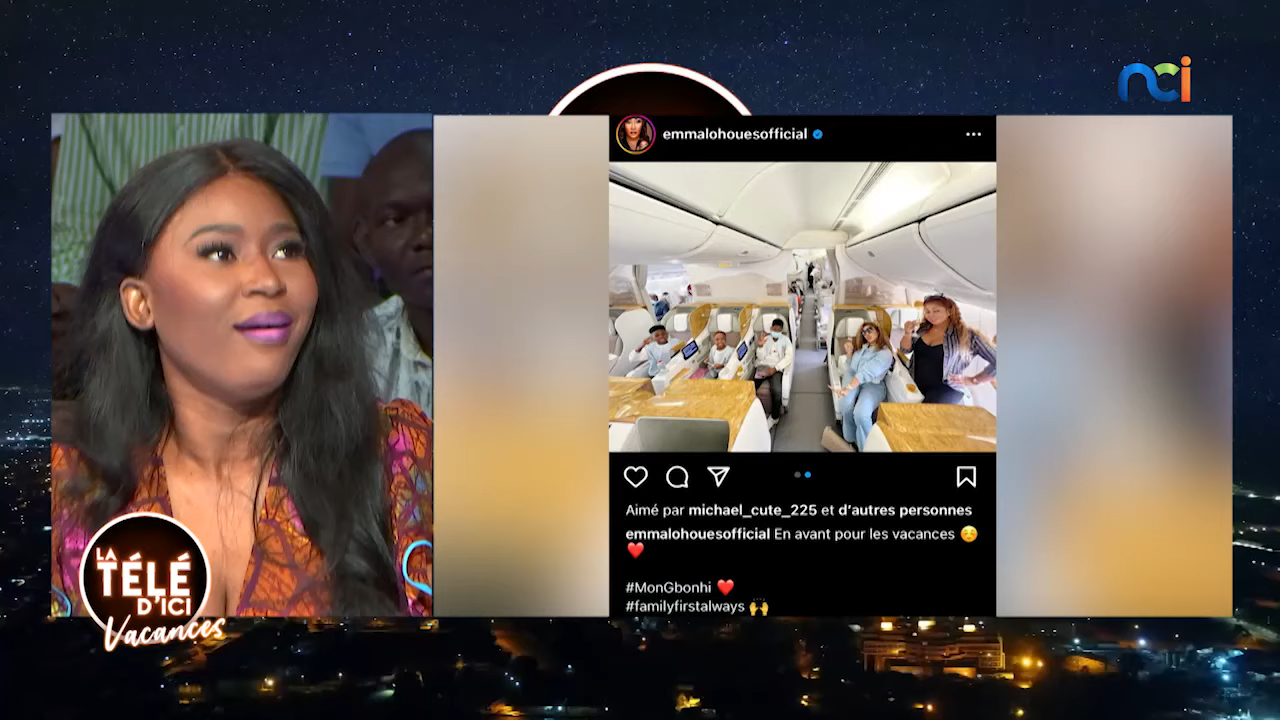 nci
emmalohouesofficial
Aimé par michael_cute_225 et d'autres personnes
emmalohouesofficial En avant pour les vacances ☺️
❤️
#MonGbonhi ❤️
#familyfirstalways 🙌
LA
TÉLÉ
D'ICI
Vacances